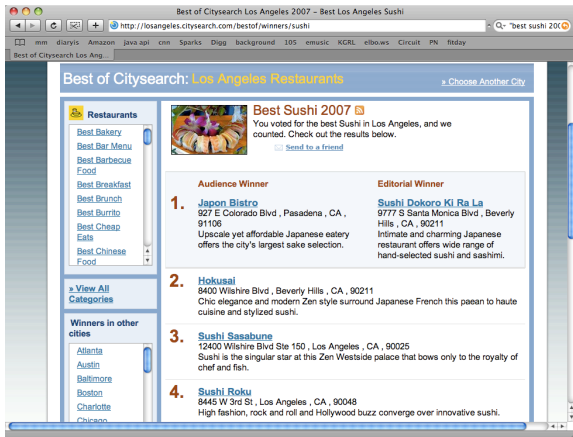 Best of Citysearch 2007 – Best Los Angeles Sushi
http://losangeles.citysearch.com/bestof/winners/sushi
"best sushi 200
mm diaryis Amazon java api cnn Sparks Digg background 105 emusic KGRL elbo.ws Circuit PN fitday
Best of Citysearch Los Ang...
Best of Citysearch: Los Angeles Restaurants
» Choose Another City
Restaurants
Best Bakery
Best Bar Menu
Best Barbecue
Food
Best Breakfast
Best Brunch
Best Burrito
Best Cheap
Eats
Best Chinese
Food
» View All
Categories
Winners in other
cities
Atlanta
Austin
Baltimore
Boston
Charlotte
Chicago
Best Sushi 2007
You voted for the best Sushi in Los Angeles, and we
counted. Check out the results below.
Send to a friend
Audience Winner
1.
Japon Bistro
927 E Colorado Blvd , Pasadena , CA ,
91106
Upscale yet affordable Japanese eatery
offers the city's largest sake selection.
Editorial Winner
Sushi Dokoro Ki Ra La
9777 S Santa Monica Blvd , Beverly
Hills , CA , 90211
Intimate and charming Japanese
restaurant offers wide range of
hand-selected sushi and sashimi.
2.
Hokusai
8400 Wilshire Blvd , Beverly Hills , CA , 90211
Chic elegance and modern Zen style surround Japanese French this paean to haute
cuisine and stylized sushi.
3.
Sushi Sasabune
12400 Wilshire Blvd Ste 150 , Los Angeles , CA , 90025
Sushi is the singular star at this Zen Westside palace that bows only to the royalty of
chef and fish.
4.
Sushi Roku
8445 W 3rd St , Los Angeles , CA , 90048
High fashion, rock and roll and Hollywood buzz converge over innovative sushi.